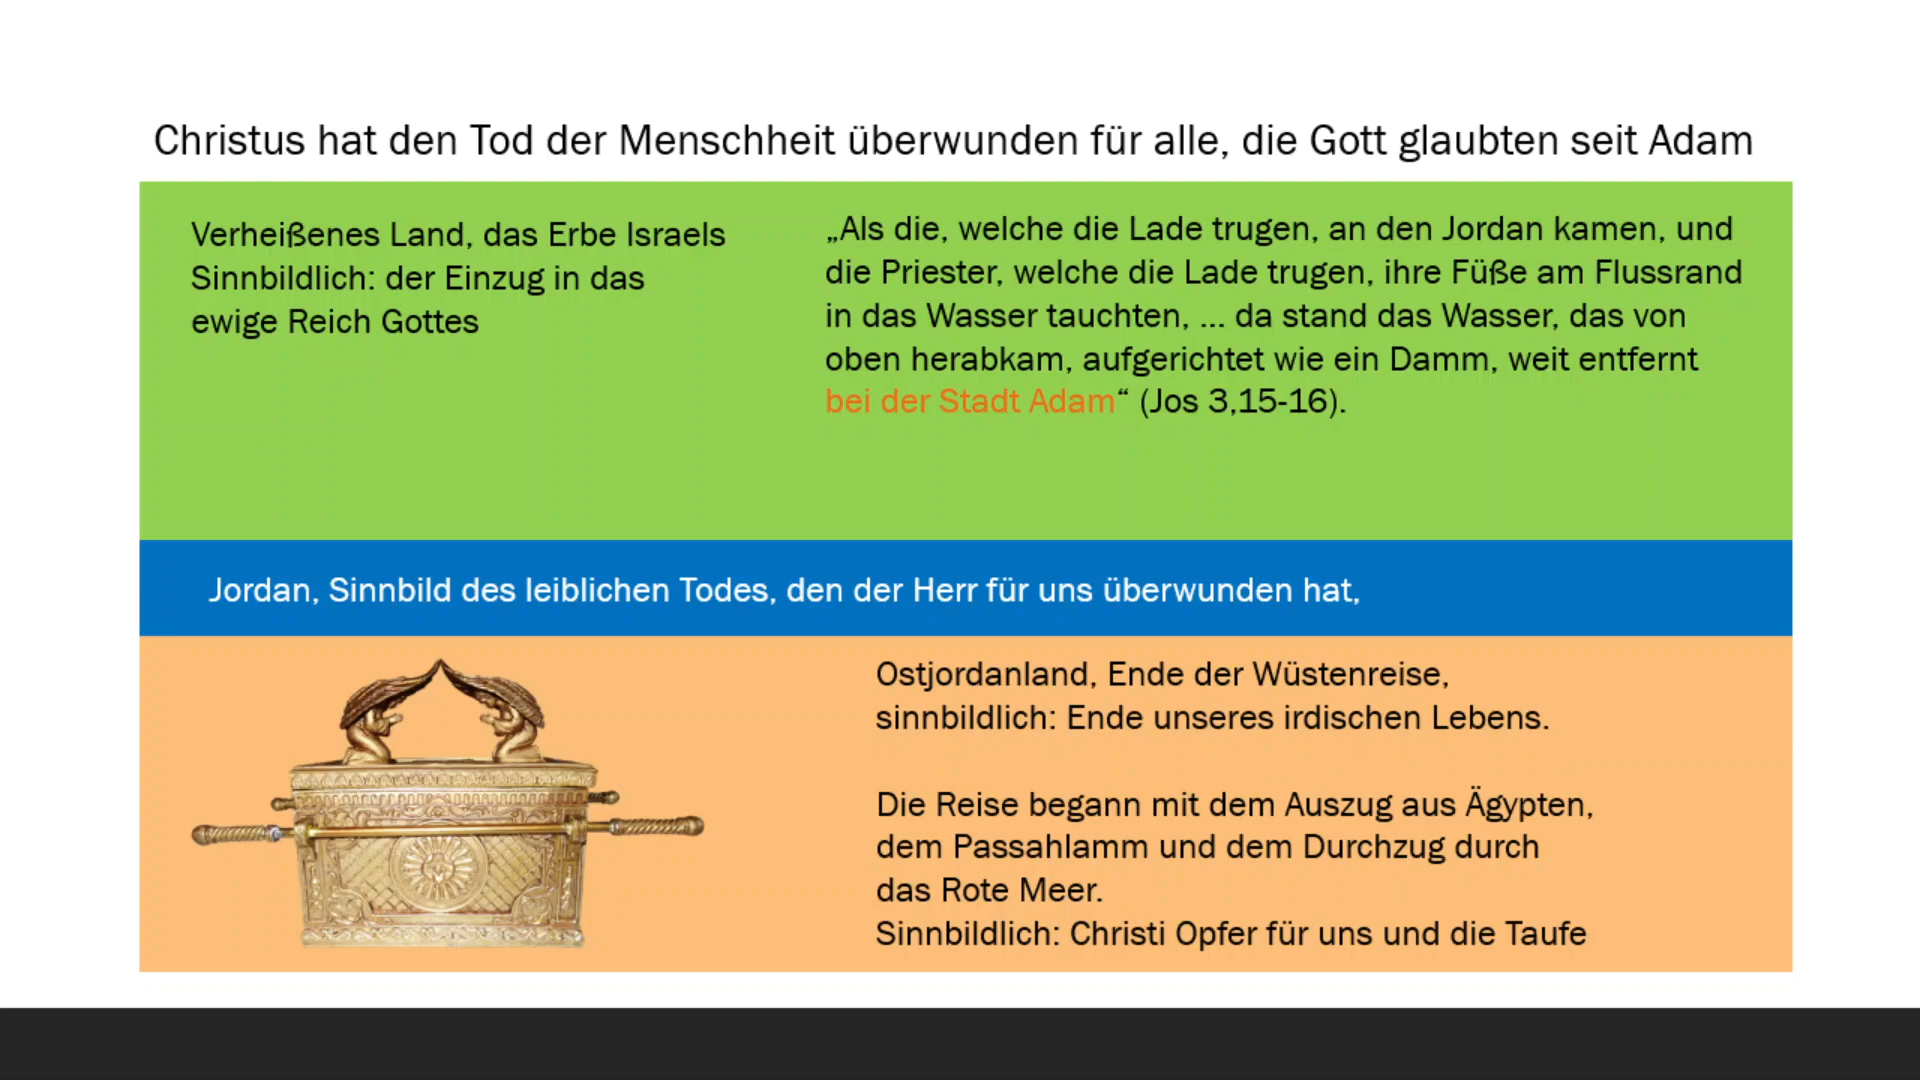 Christus hat den Tod der Menschheit überwunden für alle, die Gott glaubten seit Adam
Verheißenes Land, das Erbe Israels
Sinnbildlich: der Einzug in das
ewige Reich Gottes
„Als die, welche die Lade trugen, an den Jordan kamen, und
die Priester, welche die Lade trugen, ihre Füße am Flussrand
in das Wasser tauchten, ... da stand das Wasser, das von
oben herabkam, aufgerichtet wie ein Damm, weit entfernt
bei der Stadt Adam“ (Jos 3,15-16).
Jordan, Sinnbild des leiblichen Todes, den der Herr für uns überwunden hat,
Ostjordanland, Ende der Wüstenreise,
sinnbildlich: Ende unseres irdischen Lebens.
Die Reise begann mit dem Auszug aus Ägypten,
dem Passahlamm und dem Durchzug durch
das Rote Meer.
Sinnbildlich: Christi Opfer für uns und die Taufe